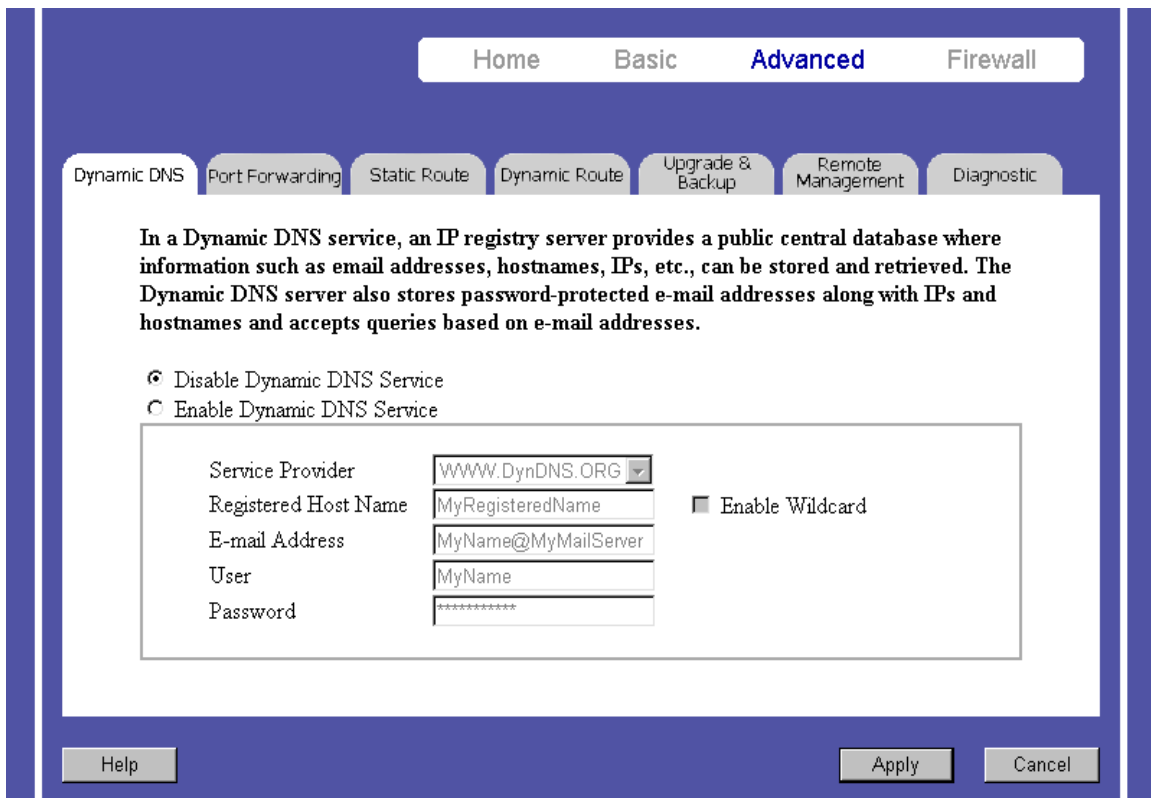 Home Basic Advanced Firewall
Dynamic DNS Port Forwarding Static Route Dynamic Route Upgrade & Backup Remote Management Diagnostic
In a Dynamic DNS service, an IP registry server provides a public central database where
information such as email addresses, hostnames, IPs, etc., can be stored and retrieved. The
Dynamic DNS server also stores password-protected e-mail addresses along with IPs and
hostnames and accepts queries based on e-mail addresses.
Disable Dynamic DNS Service
Enable Dynamic DNS Service
Service Provider WWW.DynDNS.ORG
Registered Host Name MyRegisteredName Enable Wildcard
E-mail Address MyName@MyMailServer
User MyName
Password ***********
Help Apply Cancel